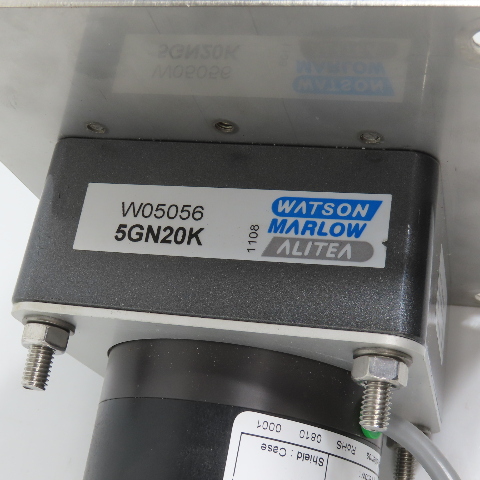 W05056
5GN20K
1108
WATSON
MARLOW
ALITEA
Shield : Case
RoHS 0810 0001